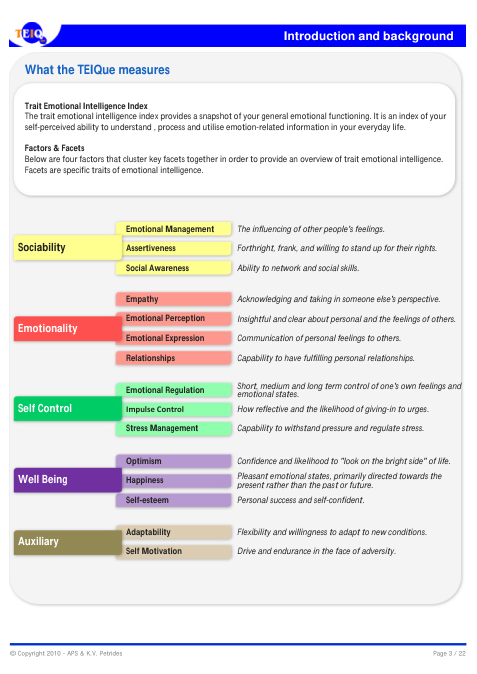 TEIQ
Introduction and background
What the TEIQue measures
Trait Emotional Intelligence Index
The trait emotional intelligence index provides a snapshot of your general emotional functioning. It is an index of your
self-perceived ability to understand , process and utilise emotion-related information in your everyday life.
Factors & Facets
Below are four factors that cluster key facets together in order to provide an overview of trait emotional intelligence.
Facets are specific traits of emotional intelligence.
Sociability
Emotional Management The influencing of other people's feelings.
Assertiveness Forthright, frank, and willing to stand up for their rights.
Social Awareness Ability to network and social skills.
Emotionality
Empathy Acknowledging and taking in someone else's perspective.
Emotional Perception Insightful and clear about personal and the feelings of others.
Emotional Expression Communication of personal feelings to others.
Relationships Capability to have fulfilling personal relationships.
Self Control
Emotional Regulation Short, medium and long term control of one's own feelings and
emotional states.
Impulse Control How reflective and the likelihood of giving-in to urges.
Stress Management Capability to withstand pressure and regulate stress.
Well Being
Optimism Confidence and likelihood to "look on the bright side" of life.
Happiness Pleasant emotional states, primarily directed towards the
present rather than the past or future.
Self-esteem Personal success and self-confident.
Auxiliary
Adaptability Flexibility and willingness to adapt to new conditions.
Self Motivation Drive and endurance in the face of adversity.
© Copyright 2010 - APS & K.V. Petrides Page 3 / 22